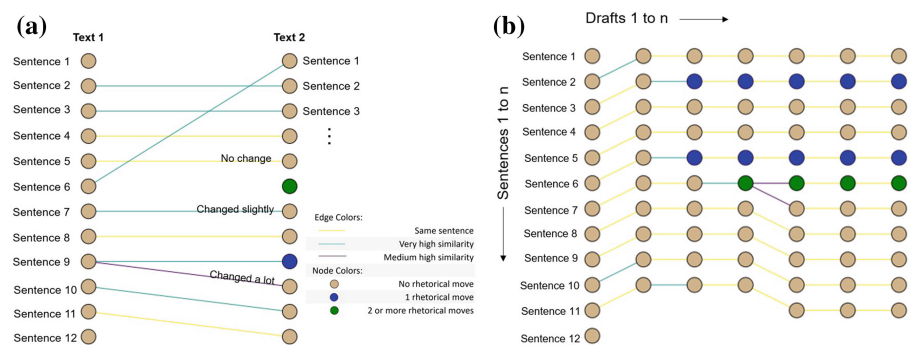 (a)
Text 1
Text 2
Sentence 1
Sentence 2
Sentence 3
Sentence 4
Sentence 5
Sentence 6
Sentence 7
Sentence 8
Sentence 9
Sentence 10
Sentence 11
Sentence 12
Sentence 1
Sentence 2
Sentence 3
⋮
No change
Changed slightly
Changed a lot
Edge Colors:
Same sentence
Very high similarity
Medium high similarity
Node Colors:
No rhetorical move
1 rhetorical move
2 or more rhetorical moves
(b)
Drafts 1 to n
Sentences 1 to n
Sentence 1
Sentence 2
Sentence 3
Sentence 4
Sentence 5
Sentence 6
Sentence 7
Sentence 8
Sentence 9
Sentence 10
Sentence 11
Sentence 12